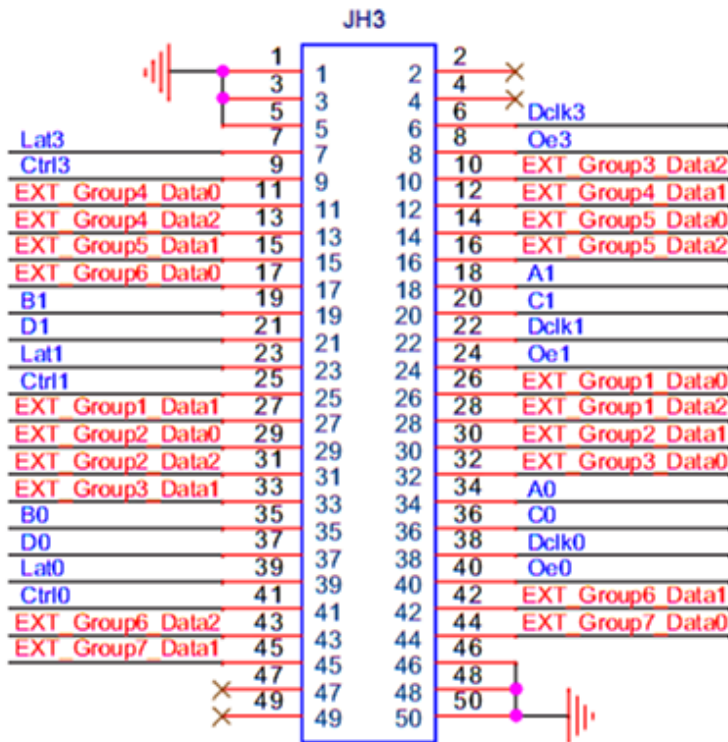 JH3
1 2
1 2
3 4
3 4
5 6 Dclk3
5 6
Lat3 7 8 Oe3
7 8
Ctrl3 9 10 EXT_Group3_Data2
9 10
EXT_Group4_Data0 11 12 EXT_Group4_Data1
11 12
EXT_Group4_Data2 13 14 EXT_Group5_Data0
13 14
EXT_Group5_Data1 15 16 EXT_Group5_Data2
15 16
EXT_Group6_Data0 17 18 A1
17 18
B1 19 20 C1
19 20
D1 21 22 Dclk1
21 22
Lat1 23 24 Oe1
23 24
Ctrl1 25 26 EXT_Group1_Data0
25 26
EXT_Group1_Data1 27 28 EXT_Group1_Data2
27 28
EXT_Group2_Data0 29 30 EXT_Group2_Data1
29 30
EXT_Group2_Data2 31 32 EXT_Group3_Data0
31 32
EXT_Group3_Data1 33 34 A0
33 34
B0 35 36 C0
35 36
D0 37 38 Dclk0
37 38
Lat0 39 40 Oe0
39 40
Ctrl0 41 42 EXT_Group6_Data1
41 42
EXT_Group6_Data2 43 44 EXT_Group7_Data0
43 44
EXT_Group7_Data1 45 46
45 46
47 48
47 48
49 50
49 50